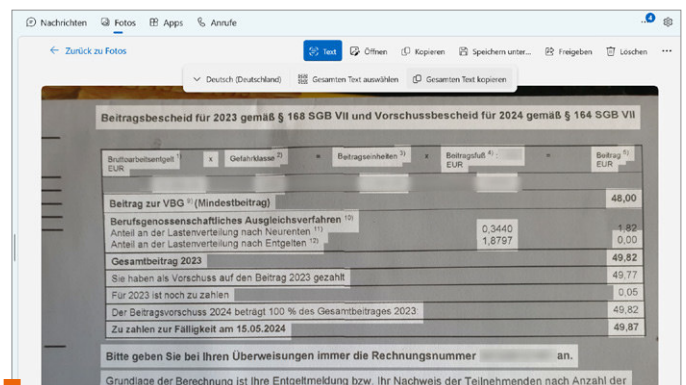 Nachrichten Fotos Apps Anrufe 4
Zurück zu Fotos Text Öffnen Kopieren Speichern unter... Freigeben Löschen ...
Deutsch (Deutschland) Gesamten Text auswählen Gesamten Text kopieren
Beitragsbescheid für 2023 gemäß § 168 SGB VII und Vorschussbescheid für 2024 gemäß § 164 SGB VII
Bruttoarbeitsentgelt 1) x Gefahrklasse 2) = Beitragseinheiten 3) x Beitragsfuß 4) : = Beitrag 5)
EUR EUR EUR
Beitrag zur VBG (Mindestbeitrag) 48,00
Berufsgenossenschaftliches Ausgleichsverfahren 10)
Anteil an der Lastenverteilung nach Neurenten 11) 0,3440 1,82
Anteil an der Lastenverteilung nach Entgelten 12) 1,8797 0,00
Gesamtbeitrag 2023 49,82
Sie haben als Vorschuss auf den Beitrag 2023 gezahlt 49,77
Für 2023 ist noch zu zahlen 0,05
Der Beitragsvorschuss 2024 beträgt 100 % des Gesamtbeitrages 2023: 49,82
Zu zahlen zur Fälligkeit am 15.05.2024 49,87
Bitte geben Sie bei Ihren Überweisungen immer die Rechnungsnummer an.
Grundlage der Berechnung ist Ihre Entgeltmeldung bzw. Ihr Nachweis der Teilnehmenden nach Anzahl der